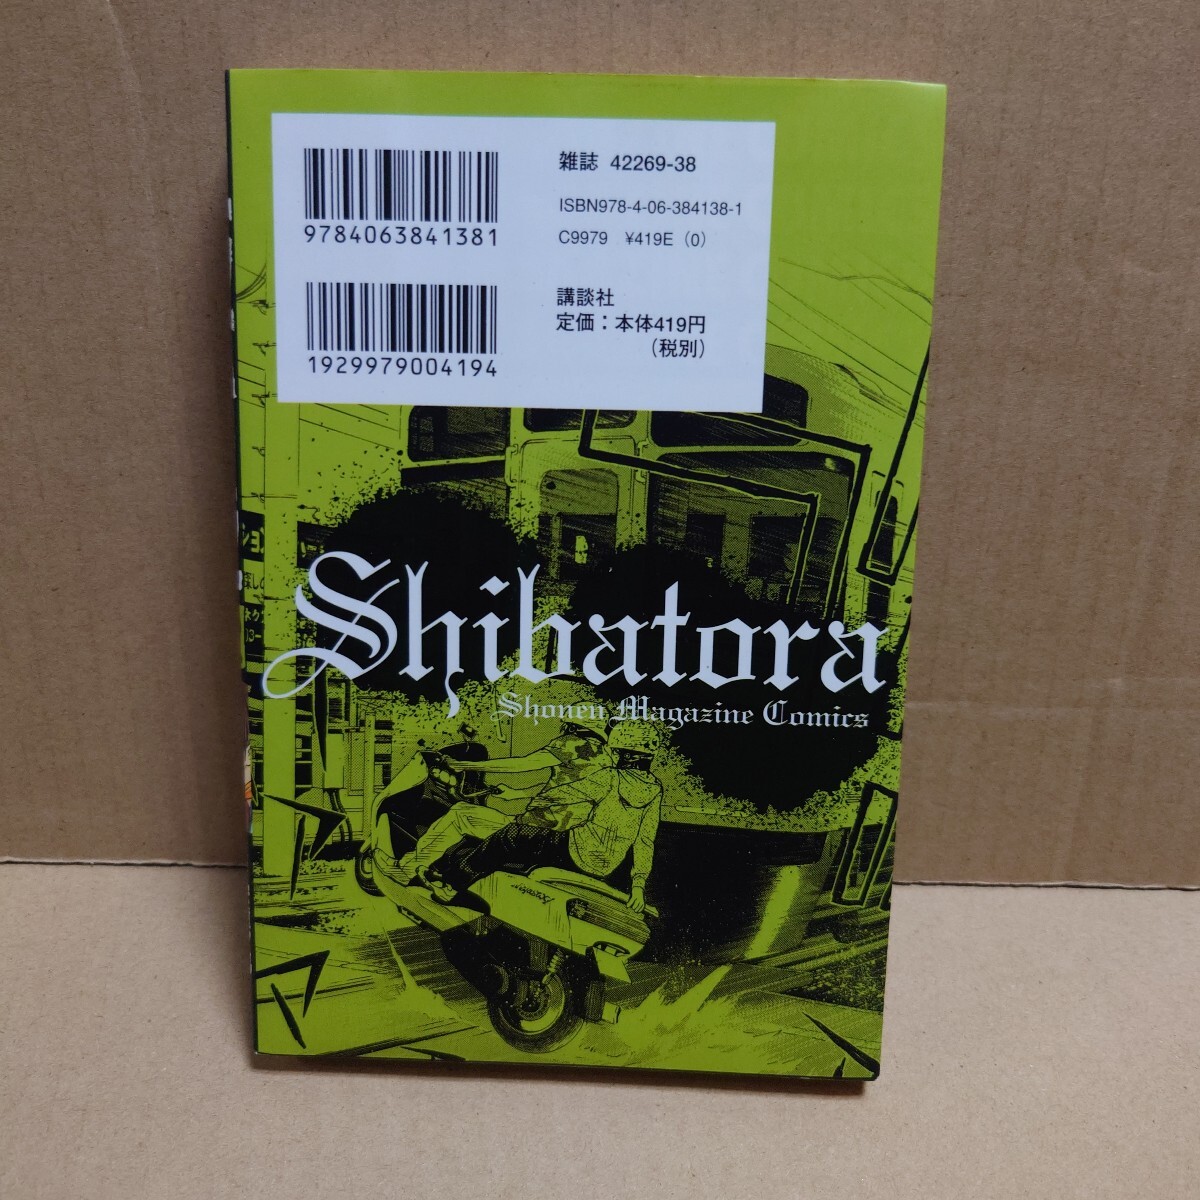 雑誌 42269-38
ISBN978-4-06-384138-1
C9979 ¥419E (0)
9784063841381
講談社
定価：本体419円
（税別）
1929979004194
Shibatora
Shonen Magazine Comics